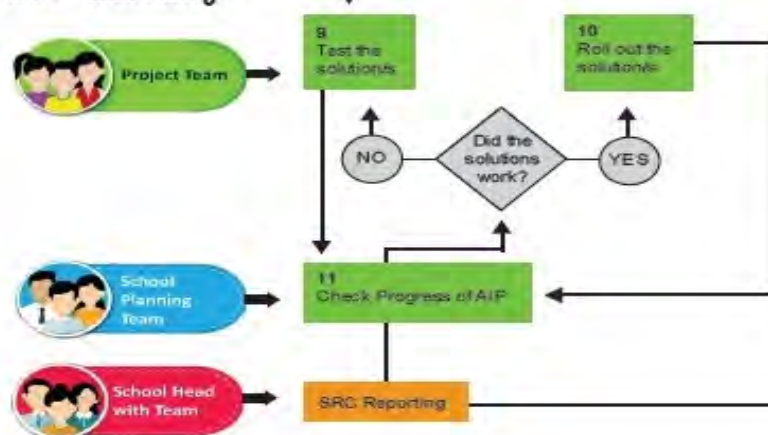 9
Test the
solution/s
10
Roll out the
solution/s
Project Team
Did the
solutions
work?
NO
YES
School
Planning
Team
11
Check Progress of AIP
School Head
with Team
SRC Reporting